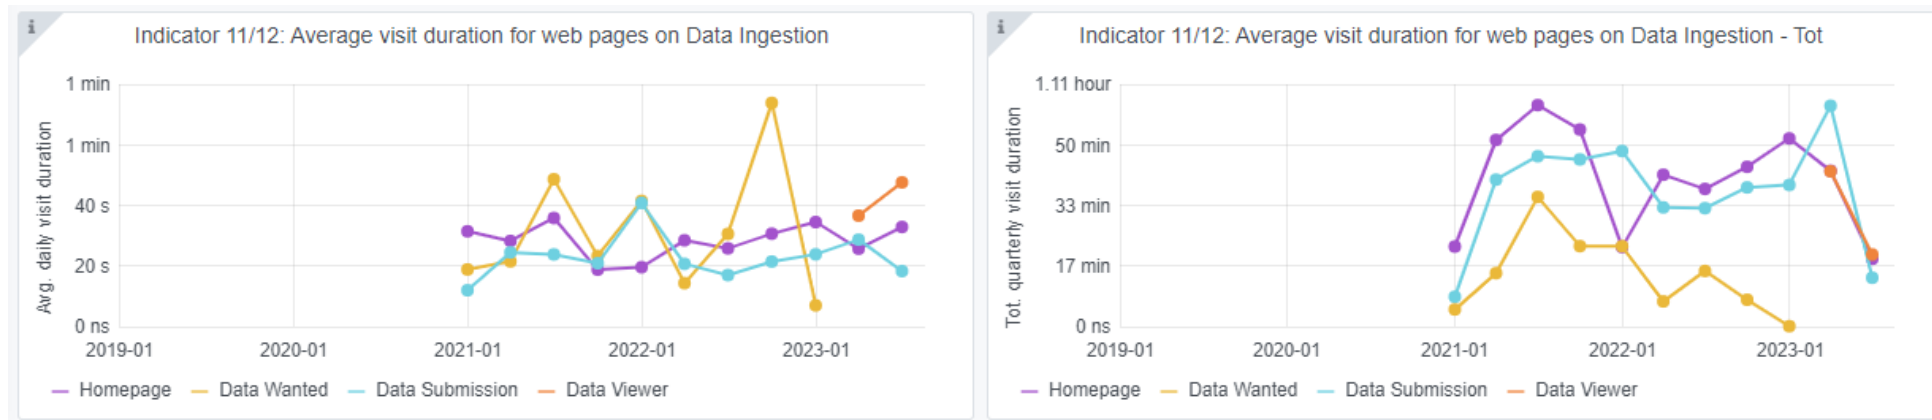 i
Indicator 11/12: Average visit duration for web pages on Data Ingestion
Avg. daily visit duration
1 min
1 min
40 s
20 s
0 ns
2019-01 2020-01 2021-01 2022-01 2023-01
Homepage Data Wanted Data Submission Data Viewer
i
Indicator 11/12: Average visit duration for web pages on Data Ingestion - Tot
Tot. quarterly visit duration
1.11 hour
50 min
33 min
17 min
0 ns
2019-01 2020-01 2021-01 2022-01 2023-01
Homepage Data Wanted Data Submission Data Viewer